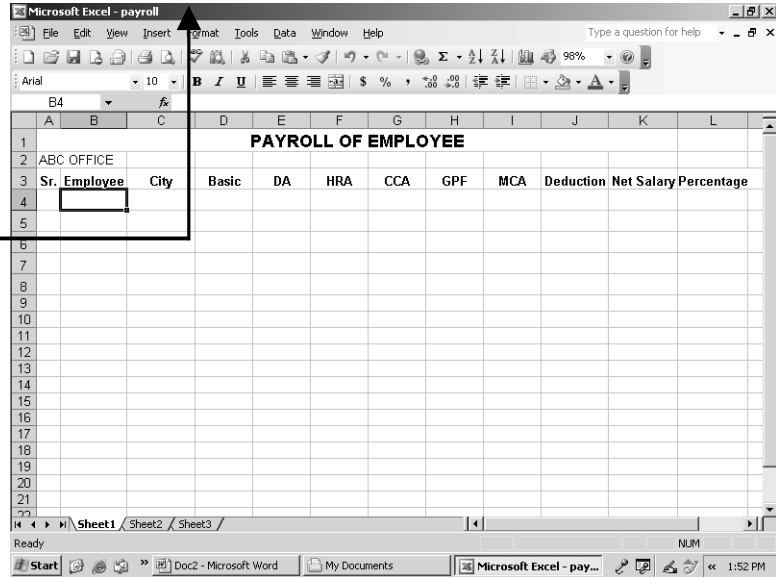 Microsoft Excel - payroll
File Edit View Insert Format Tools Data Window Help Type a question for help
98%
Arial 10 B I U $ % ,
B4 fx
A B C D E F G H I J K L
1 PAYROLL OF EMPLOYEE
2 ABC OFFICE
3 Sr. Employee City Basic DA HRA CCA GPF MCA Deduction Net Salary Percentage
4
5
6
7
8
9
10
11
12
13
14
15
16
17
18
19
20
21
22
Sheet1 Sheet2 Sheet3
Ready NUM
Start » Doc2 - Microsoft Word My Documents Microsoft Excel - pay... « 1:52 PM